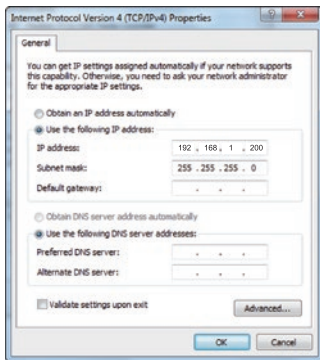 Internet Protocol Version 4 (TCP/IPv4) Properties
General
You can get IP settings assigned automatically if your network supports
this capability. Otherwise, you need to ask your network administrator
for the appropriate IP settings.
Obtain an IP address automatically
Use the following IP address:
IP address: 192 . 168 . 1 . 200
Subnet mask: 255 . 255 . 255 . 0
Default gateway: . . .
Obtain DNS server address automatically
Use the following DNS server addresses:
Preferred DNS server: . . .
Alternate DNS server: . . .
Validate settings upon exit
Advanced...
OK Cancel